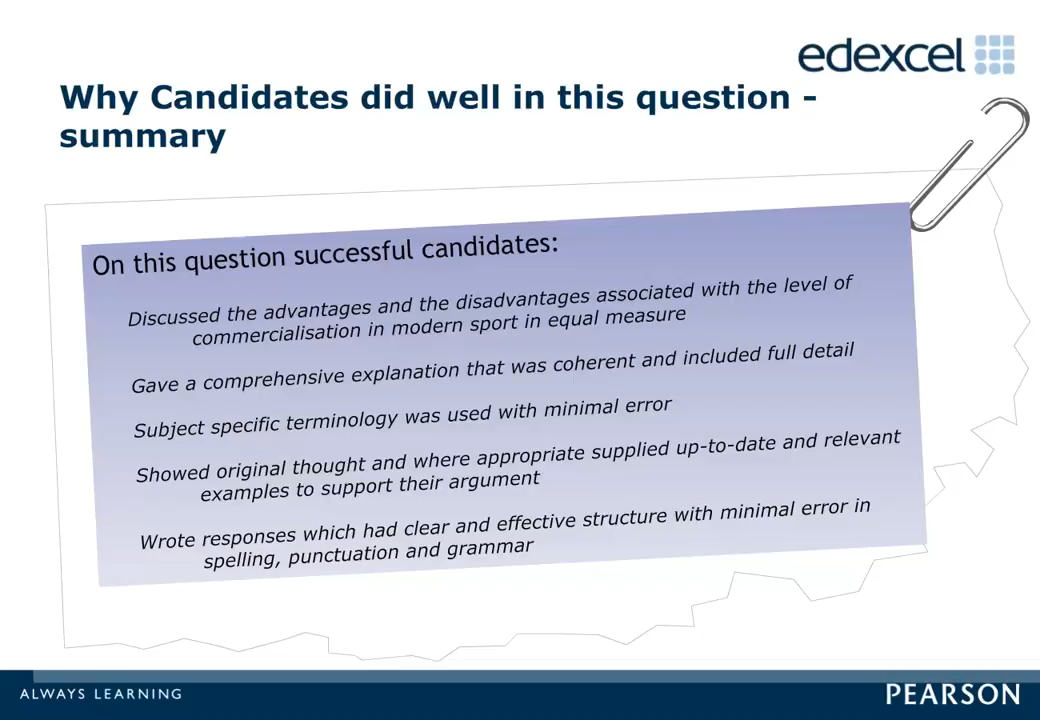 edexcel
Why Candidates did well in this question -
summary
On this question successful candidates:
Discussed the advantages and the disadvantages associated with the level of
commercialisation in modern sport in equal measure
Gave a comprehensive explanation that was coherent and included full detail
Subject specific terminology was used with minimal error
Showed original thought and where appropriate supplied up-to-date and relevant
examples to support their argument
Wrote responses which had clear and effective structure with minimal error in
spelling, punctuation and grammar
ALWAYS LEARNING
PEARSON